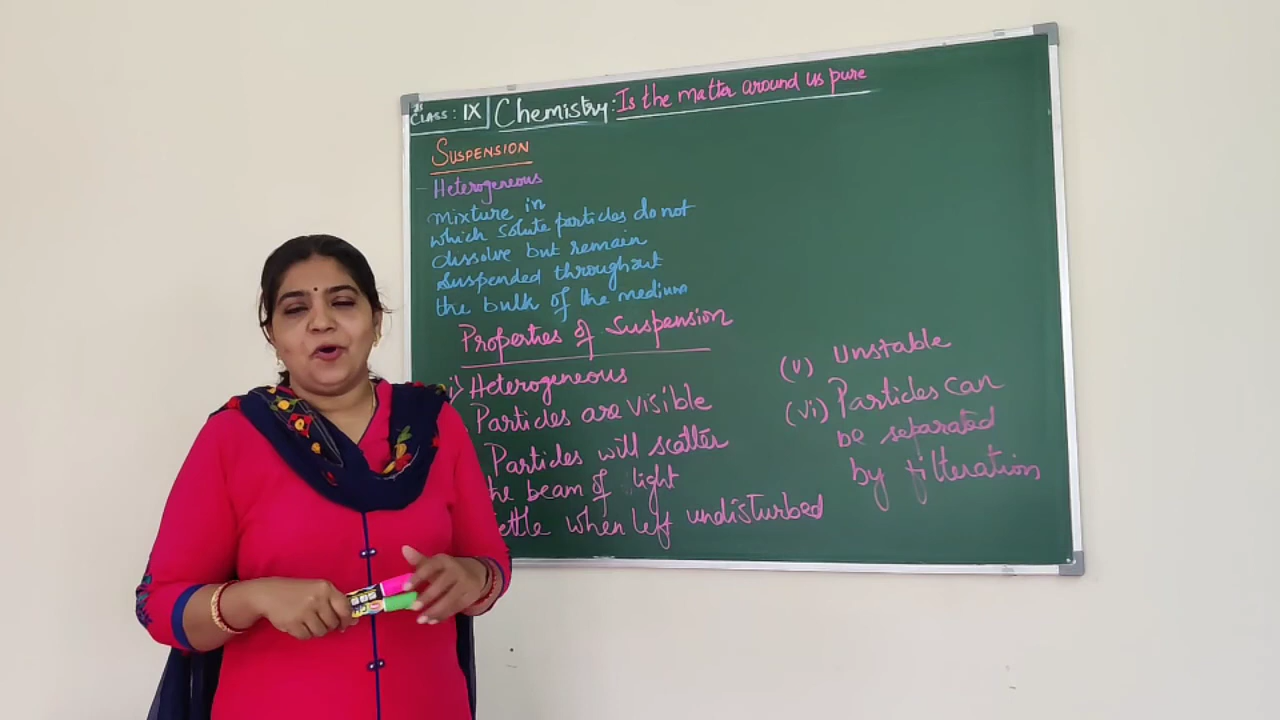 CLASS: IX
Chemistry: Is the matter around us pure
SUSPENSION
Heterogeneous
mixture in
which solute particles do not
dissolve but remain
suspended throughout
the bulk of the medium
Properties of Suspension
i) Heterogeneous
Particles are visible
Particles will scatter
the beam of light
settle when left undisturbed
(v) Unstable
(vi) Particles can
be separated
by filteration